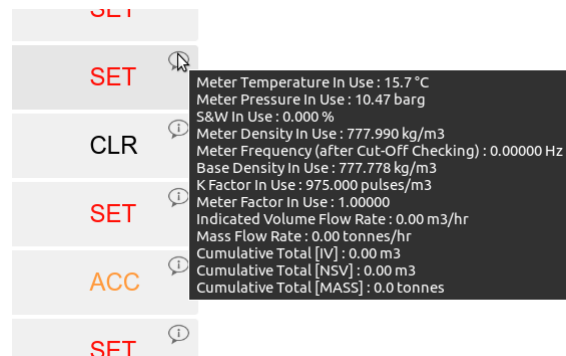 SET
SET
CLR
SET
ACC
SET
Meter Temperature In Use : 15.7 °C
Meter Pressure In Use : 10.47 barg
S&W In Use : 0.000 %
Meter Density In Use : 777.990 kg/m3
Meter Frequency (after Cut-Off Checking) : 0.00000 Hz
Base Density In Use : 777.778 kg/m3
K Factor In Use : 975.000 pulses/m3
Meter Factor In Use : 1.00000
Indicated Volume Flow Rate : 0.00 m3/hr
Mass Flow Rate : 0.00 tonnes/hr
Cumulative Total [IV] : 0.00 m3
Cumulative Total [NSV] : 0.00 m3
Cumulative Total [MASS] : 0.0 tonnes